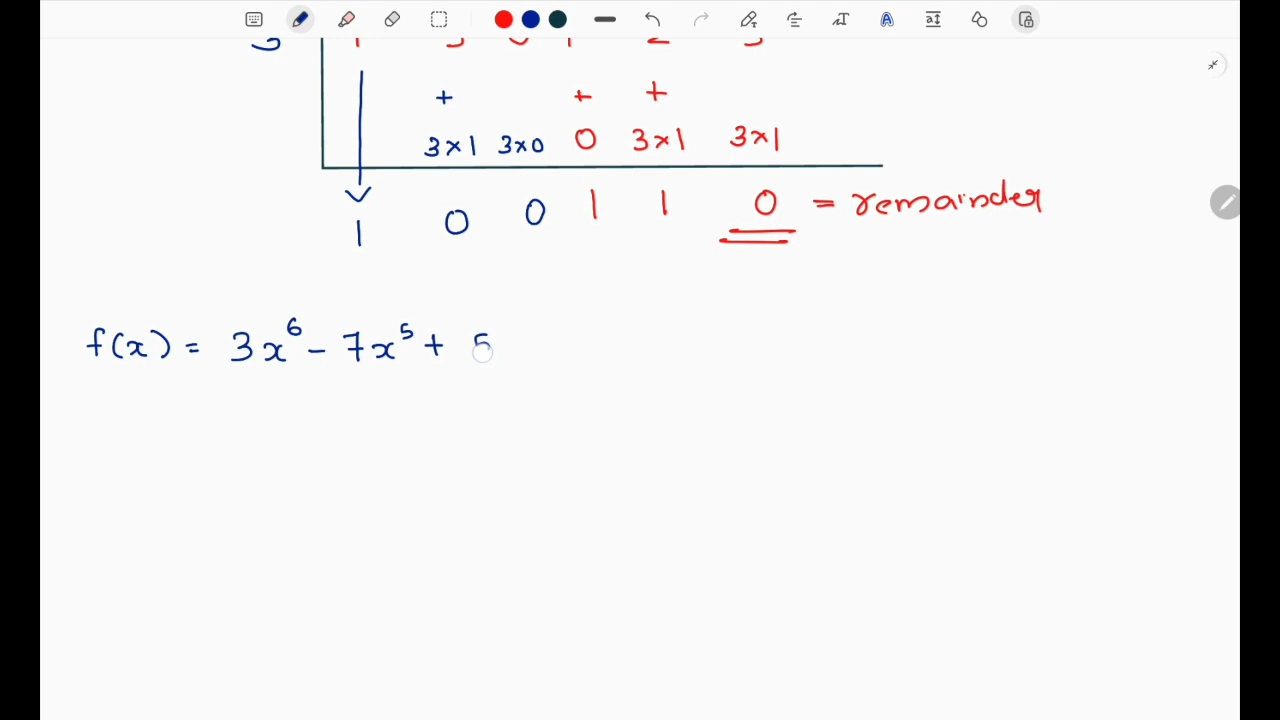 + + +
3×1 3×0 0 3×1 3×1
1 0 0 1 1 0 = remainder
f(x) = 3x⁶ - 7x⁵ + 5